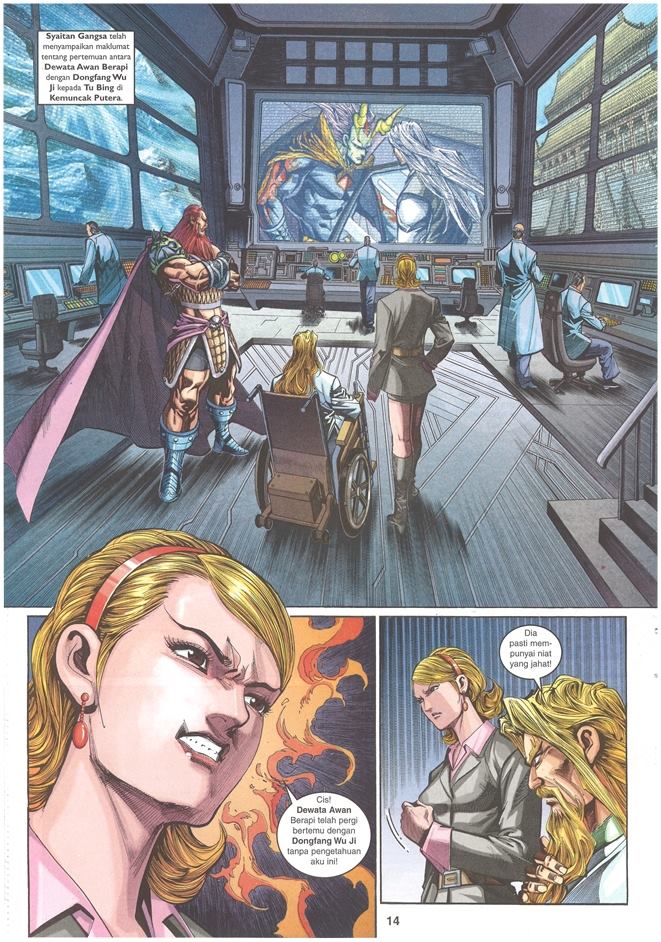 Syaitan Gangsa telah
menyampaikan maklumat
tentang pertemuan antara
Dewata Awan Berapi
dengan Dongfang Wu
Ji kepada Tu Bing di
Kemuncak Putera.
Cis!
Dewata Awan
Berapi telah pergi
bertemu dengan
Dongfang Wu Ji
tanpa pengetahuan
aku ini!
Dia
pasti mem-
punyai niat
yang jahat!
14